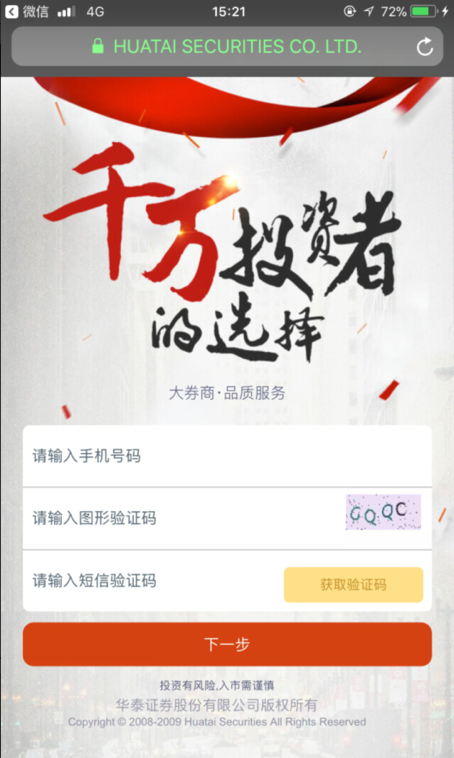 微信 4G 15:21 72%
HUATAI SECURITIES CO. LTD.
千万投资者
的选择
大券商·品质服务
请输入手机号码
请输入图形验证码 GQQC
请输入短信验证码 获取验证码
下一步
投资有风险,入市需谨慎
华泰证券股份有限公司版权所有
Copyright © 2008-2009 Huatai Securities All Rights Reserved